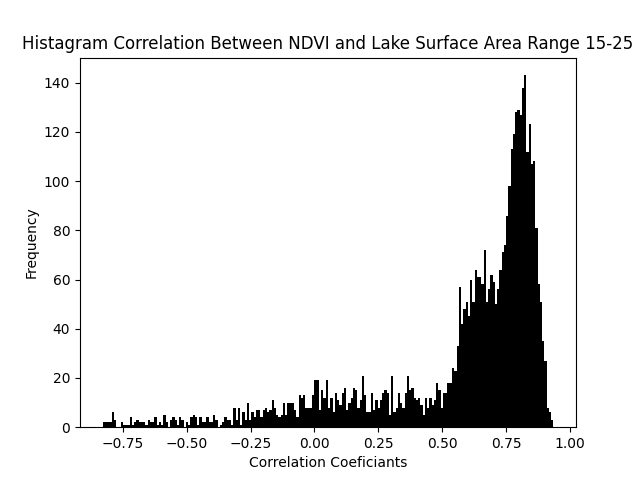 Histagram Correlation Between NDVI and Lake Surface Area Range 15-25
140
120
100
80
60
40
20
0
Frequency
−0.75 −0.50 −0.25 0.00 0.25 0.50 0.75 1.00
Correlation Coeficiants